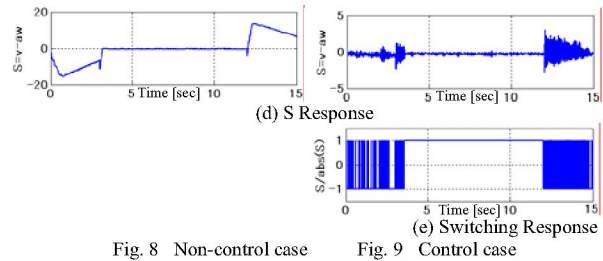 20
0
-20
S=v-aw
0
5
Time [sec]
10
15
5
0
-5
S=v-aw
0
5
Time [sec]
10
15
(d) S Response
1
0
-1
S/abs(S)
0
5
Time [sec]
10
15
(e) Switching Response
Fig. 8 Non-control case
Fig. 9 Control case